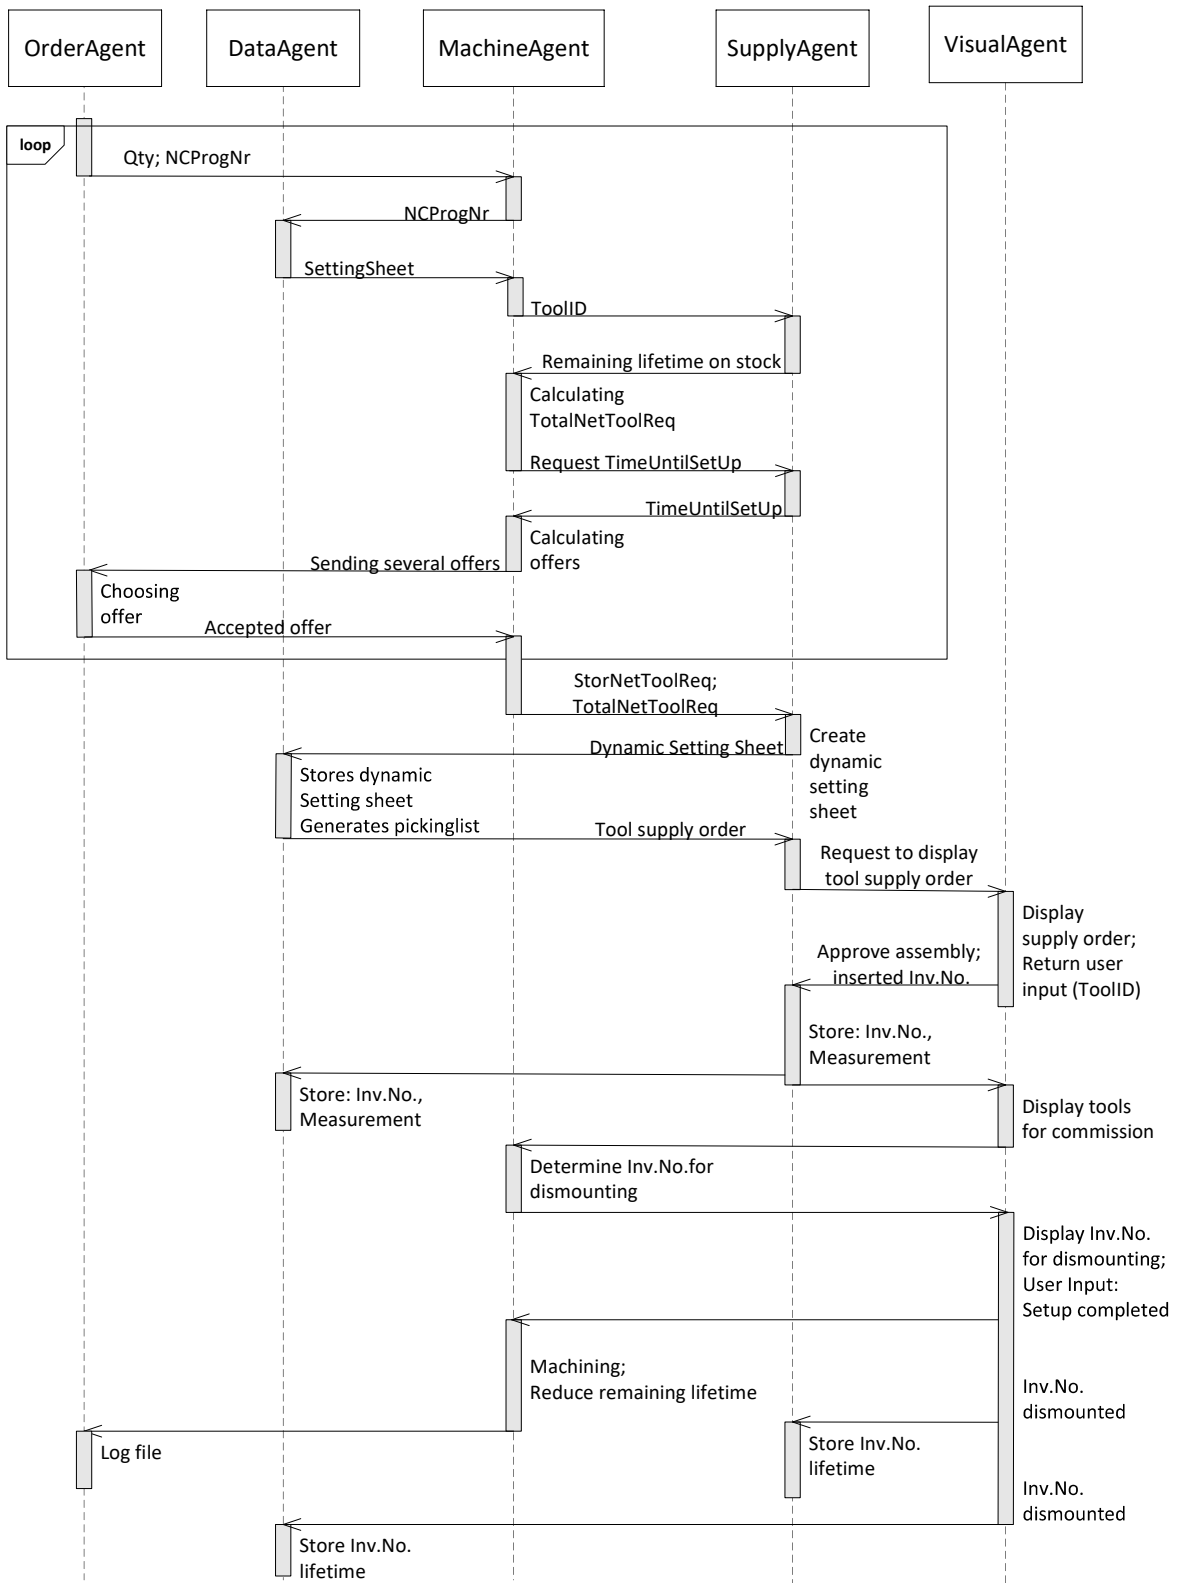 OrderAgent
DataAgent
MachineAgent
SupplyAgent
VisualAgent
loop
Qty; NCProgNr
NCProgNr
SettingSheet
ToolID
Remaining lifetime on stock
Calculating
TotalNetToolReq
Request TimeUntilSetUp
TimeUntilSetUp
Calculating
offers
Sending several offers
Choosing
offer
Accepted offer
StorNetToolReq;
TotalNetToolReq
Create
dynamic
setting
sheet
Dynamic Setting Sheet
Stores dynamic
Setting sheet
Generates pickinglist
Tool supply order
Request to display
tool supply order
Display
supply order;
Return user
input (ToolID)
Approve assembly;
inserted Inv.No.
Store: Inv.No.,
Measurement
Store: Inv.No.,
Measurement
Display tools
for commission
Determine Inv.No.for
dismounting
Display Inv.No.
for dismounting;
User Input:
Setup completed
Machining;
Reduce remaining lifetime
Inv.No.
dismounted
Log file
Store Inv.No.
lifetime
Inv.No.
dismounted
Store Inv.No.
lifetime